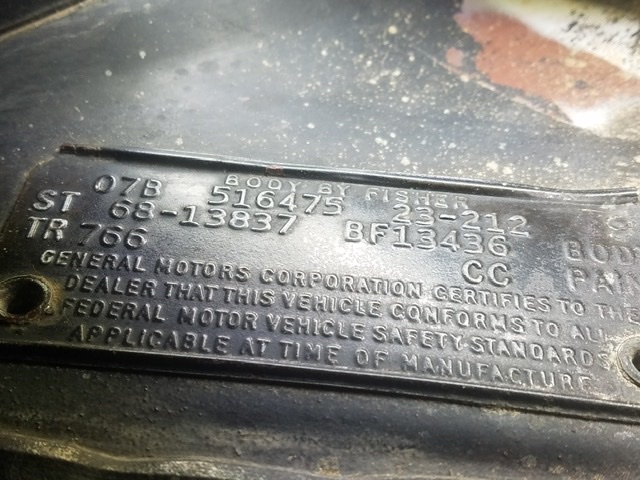 BODY BY FISHER
07B 516475 23-212
ST 68-13837 BF13436 BOD
TR 766 CC PAI
GENERAL MOTORS CORPORATION CERTIFIES TO THE
DEALER THAT THIS VEHICLE CONFORMS TO ALL
FEDERAL MOTOR VEHICLE SAFETY STANDARDS
APPLICABLE AT TIME OF MANUFACTURE